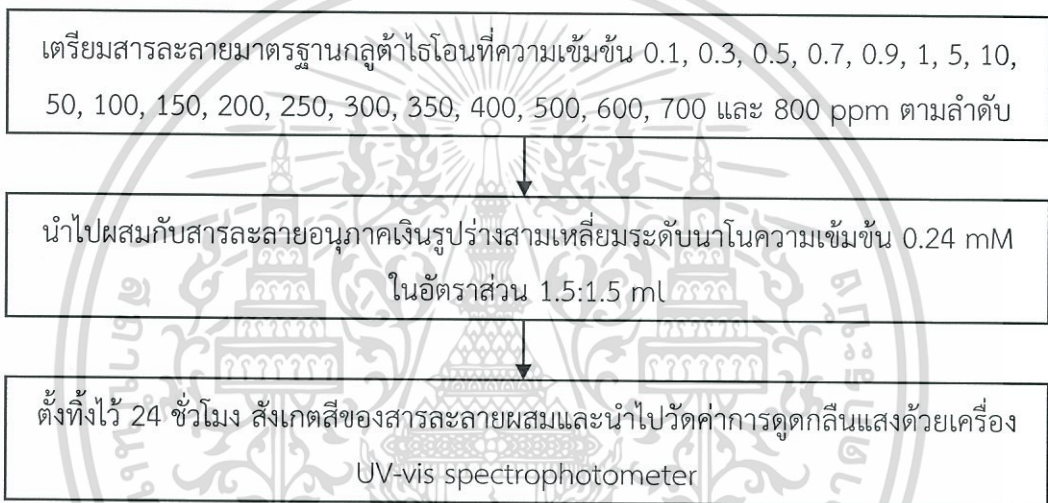 เตรียมสารละลายมาตรฐานกลูต้าไธโอนที่ความเข้มข้น 0.1, 0.3, 0.5, 0.7, 0.9, 1, 5, 10,
50, 100, 150, 200, 250, 300, 350, 400, 500, 600, 700 และ 800 ppm ตามลำดับ
นำไปผสมกับสารละลายอนุภาคเงินรูปร่างสามเหลี่ยมระดับนาโนความเข้มข้น 0.24 mM
ในอัตราส่วน 1.5:1.5 ml
ตั้งทิ้งไว้ 24 ชั่วโมง สังเกตสีของสารละลายผสมและนำไปวัดค่าการดูดกลืนแสงด้วยเครื่อง
UV-vis spectrophotometer